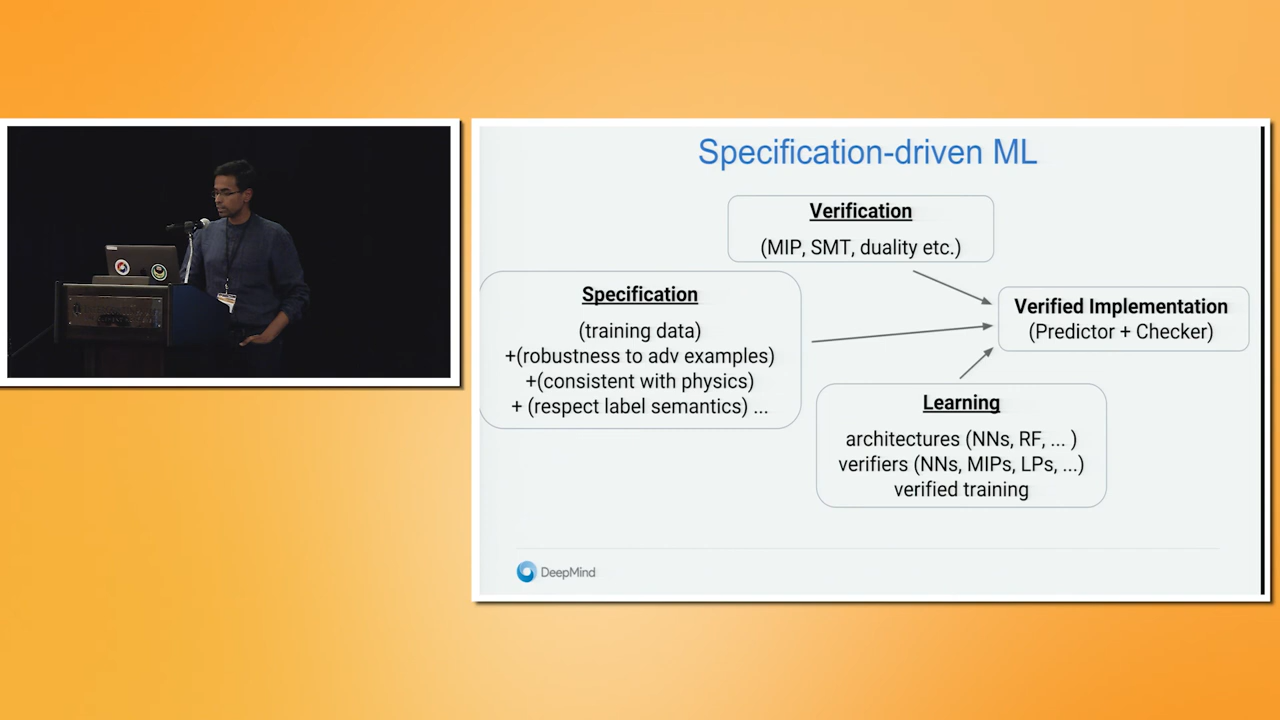 Specification-driven ML
Verification
(MIP, SMT, duality etc.)
Specification
(training data)
+(robustness to adv examples)
+(consistent with physics)
+ (respect label semantics) ...
Verified Implementation
(Predictor + Checker)
Learning
architectures (NNs, RF, ... )
verifiers (NNs, MIPs, LPs, ...)
verified training
DeepMind